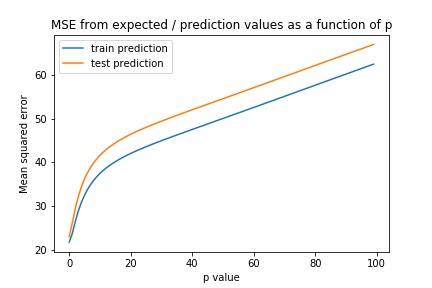 MSE from expected / prediction values as a function of p
train prediction
test prediction
Mean squared error
60
50
40
30
20
0 20 40 60 80 100
p value